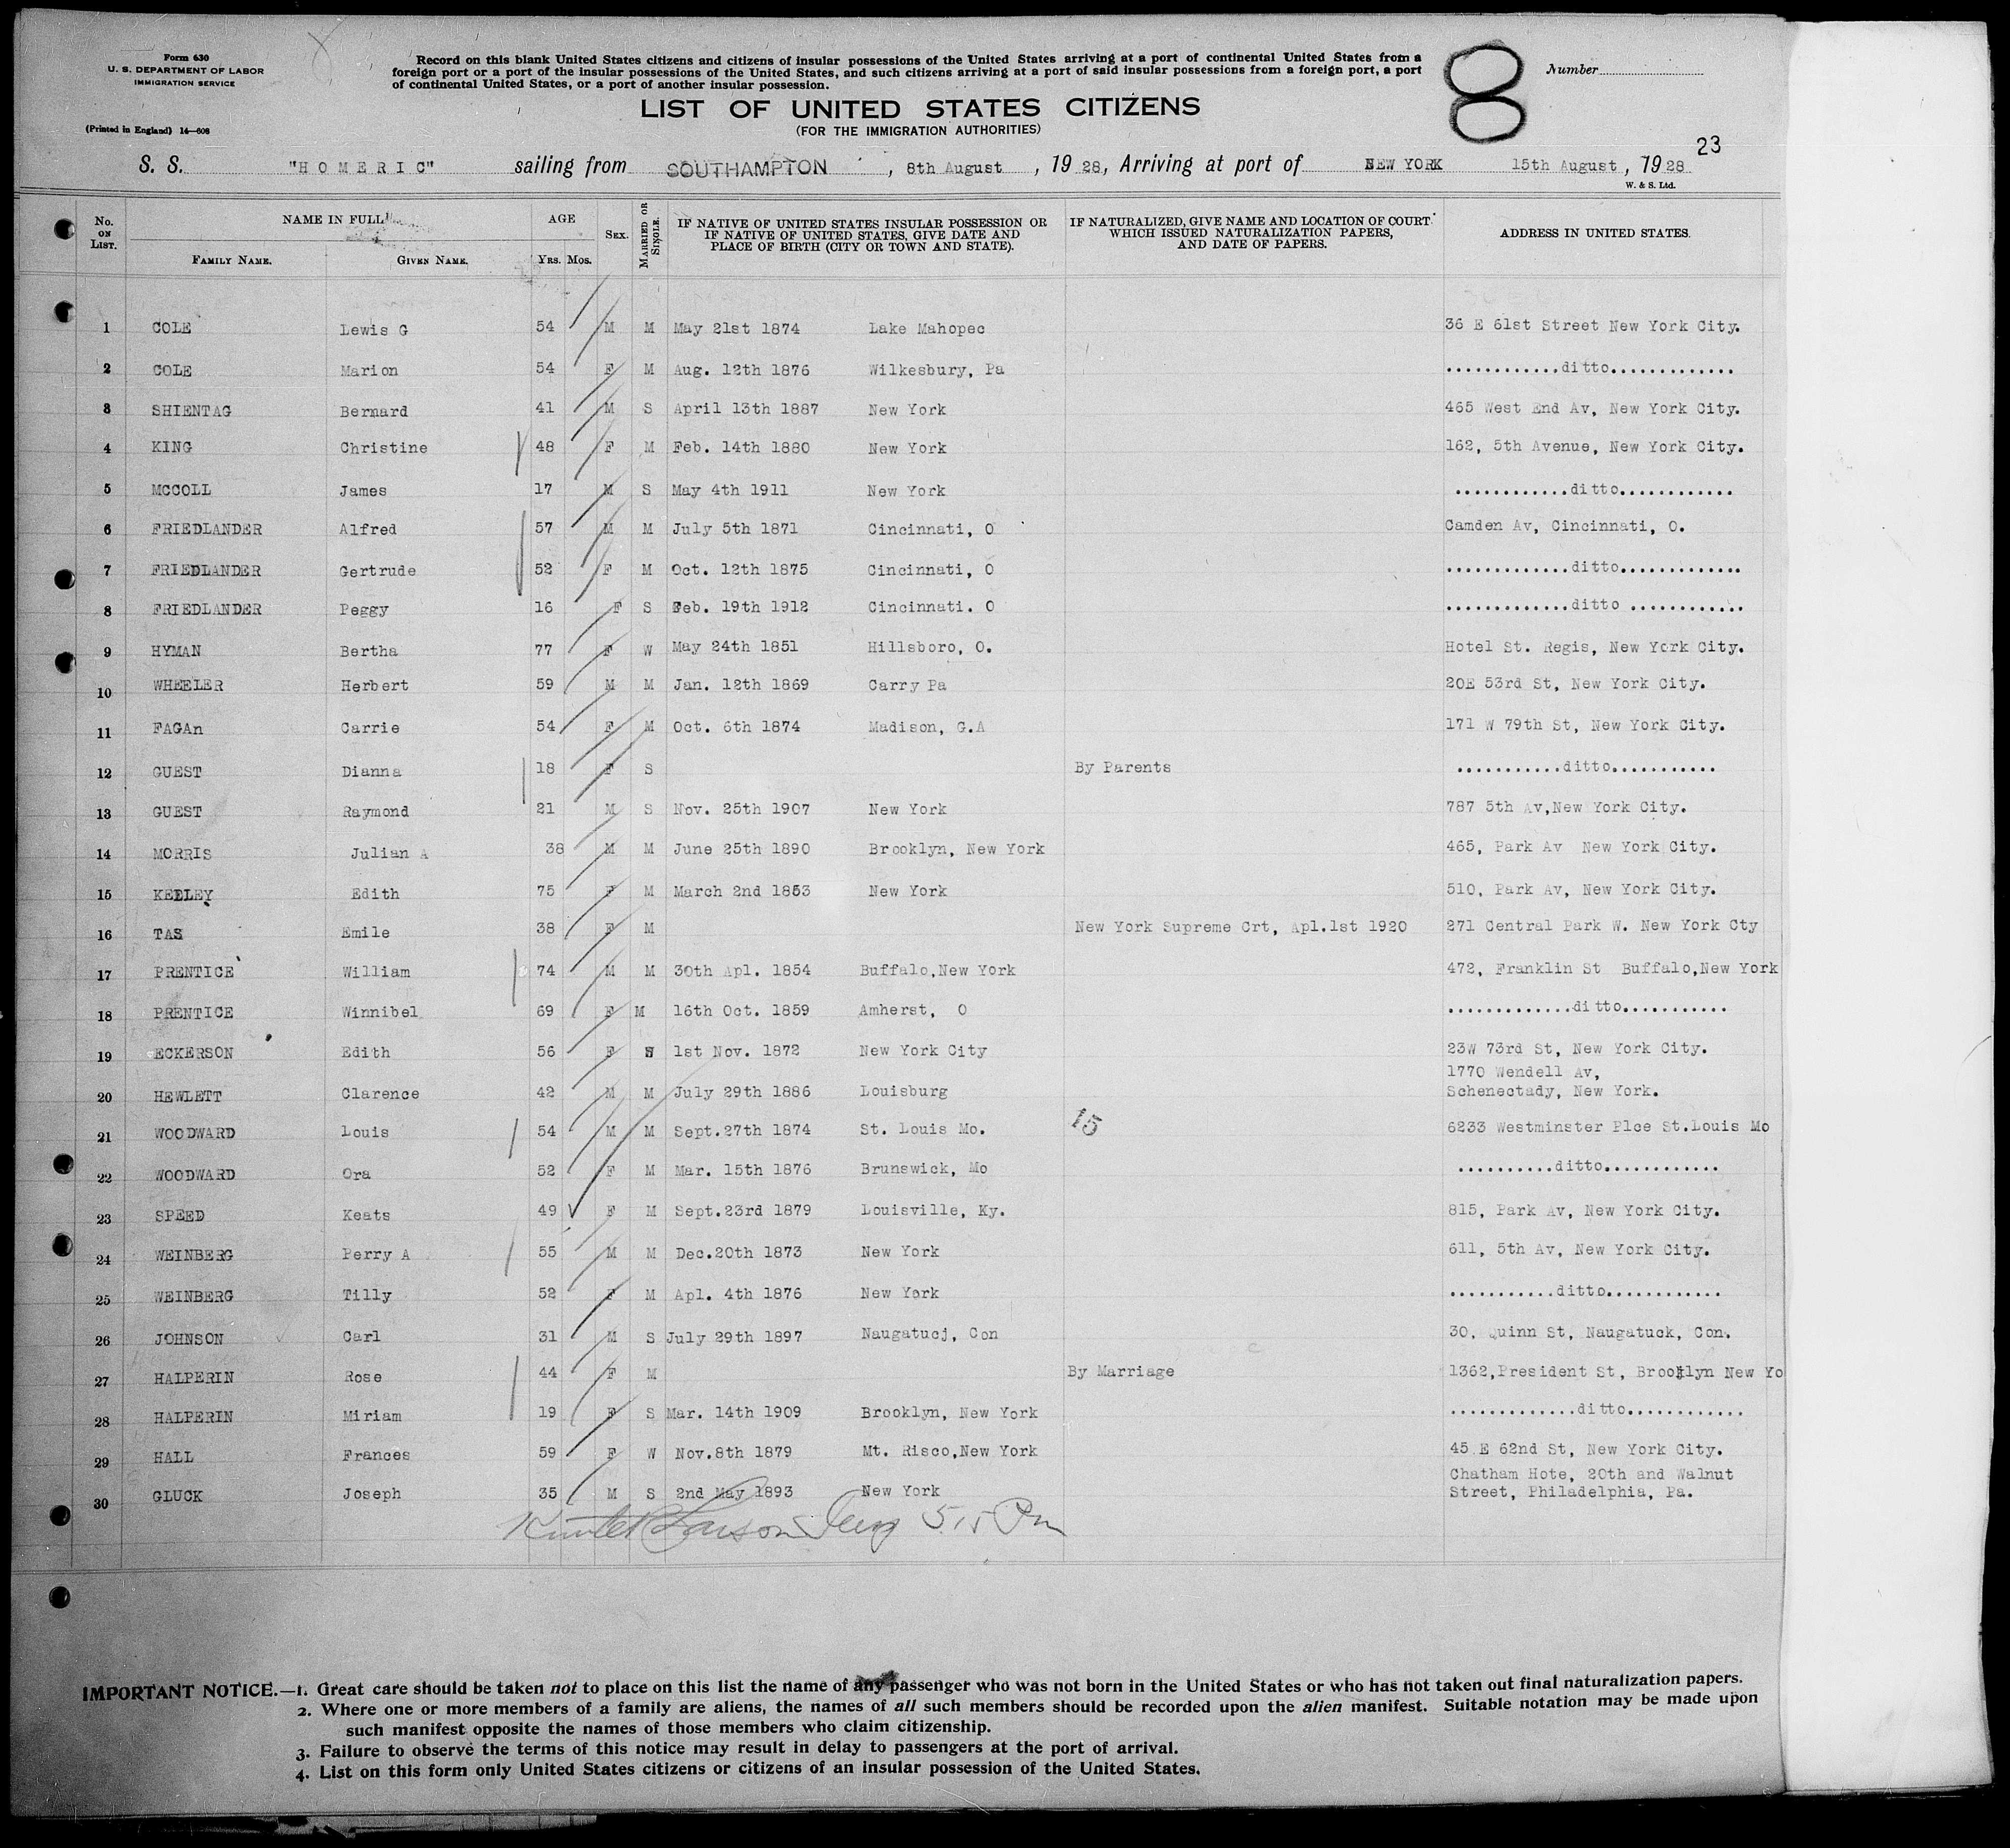 Form 630
U. S. DEPARTMENT OF LABOR
IMMIGRATION SERVICE
(Printed in England) 14—608
Record on this blank United States citizens and citizens of insular possessions of the United States arriving at a port of continental United States from a
foreign port or a port of the insular possessions of the United States, and such citizens arriving at a port of said insular possessions from a foreign port, a port
of continental United States, or a port of another insular possession.
8
Number
LIST OF UNITED STATES CITIZENS
(FOR THE IMMIGRATION AUTHORITIES)
23
S. S. "HOMERIC" sailing from SOUTHAMPTON, 8th August, 1928, Arriving at port of NEW YORK 15th August, 1928
W. & S. Ltd.
No. ON LIST. NAME IN FULL AGE SEX. MARRIED OR SINGLE. IF NATIVE OF UNITED STATES INSULAR POSSESSION OR IF NATIVE OF UNITED STATES, GIVE DATE AND PLACE OF BIRTH (CITY OR TOWN AND STATE). IF NATURALIZED, GIVE NAME AND LOCATION OF COURT WHICH ISSUED NATURALIZATION PAPERS, AND DATE OF PAPERS. ADDRESS IN UNITED STATES.
FAMILY NAME. GIVEN NAME. YRS. MOS.
1 COLE Lewis G 54 M M May 21st 1874 Lake Mahopec 36 E 61st Street New York City.
2 COLE Marion 54 F M Aug. 12th 1876 Wilkesbury, Pa ............ditto.............
3 SHIENTAG Bernard 41 M S April 13th 1887 New York 465 West End Av, New York City.
4 KING Christine 48 F M Feb. 14th 1880 New York 162, 5th Avenue, New York City.
5 MCCOLL James 17 M S May 4th 1911 New York ............ditto............
6 FRIEDLANDER Alfred 57 M M July 5th 1871 Cincinnati, O Camden Av, Cincinnati, O.
7 FRIEDLANDER Gertrude 52 F M Oct. 12th 1875 Cincinnati, O .............ditto.............
8 FRIEDLANDER Peggy 16 F S Feb. 19th 1912 Cincinnati. O .............ditto ............
9 HYMAN Bertha 77 F W May 24th 1851 Hillsboro, O. Hotel St. Regis, New York City.
10 WHEELER Herbert 59 M M Jan. 12th 1869 Carry Pa 20E 53rd St, New York City.
11 FAGAn Carrie 54 F M Oct. 6th 1874 Madison, G.A 171 W 79th St, New York City.
12 GUEST Dianna 18 F S By Parents ...........ditto...........
13 GUEST Raymond 21 M S Nov. 25th 1907 New York 787 5th Av,New York City.
14 MORRIS Julian A 38 M M June 25th 1890 Brooklyn, New York 465, Park Av New York City.
15 KEELEY Edith 75 F M March 2nd 1853 New York 510, Park Av, New York City.
16 TAS Emile 38 F M New York Supreme Crt, Apl.1st 1920 271 Central Park W. New York Cty
17 PRENTICE William 74 M M 30th Apl. 1854 Buffalo,New York 472, Franklin St Buffalo,New York
18 PRENTICE Winnibel 69 F M 16th Oct. 1859 Amherst, O .............ditto...........
19 ECKERSON Edith 56 F 1st Nov. 1872 New York City 23W 73rd St, New York City.
1770 Wendell Av,
20 HEWLETT Clarence 42 M M July 29th 1886 Louisburg Schenectady, New York.
21 WOODWARD Louis 54 M M Sept.27th 1874 St. Louis Mo. 15 6233 Westminster Plce St.Louis Mo
22 WOODWARD Ora 52 F M Mar. 15th 1876 Brunswick, Mo ..........ditto............
23 SPEED Keats 49 F M Sept.23rd 1879 Louisville, Ky. 815, Park Av, New York City.
24 WEINBERG Perry A 55 M M Dec.20th 1873 New York 611, 5th Av, New York City.
25 WEINBERG Tilly 52 F M Apl. 4th 1876 New York ...........ditto............
26 JOHNSON Carl 31 M S July 29th 1897 Naugatucj, Con 30, Quinn St, Naugatuck, Con.
27 HALPERIN Rose 44 F M By Marriage 1362,President St, Brooklyn New Yo
28 HALPERIN Miriam 19 F S Mar. 14th 1909 Brooklyn, New York .............ditto............
29 HALL Frances 59 F W Nov.8th 1879 Mt. Risco,New York 45 E 62nd St, New York City.
Chatham Hote, 20th and Walnut
30 GLUCK Joseph 35 M S 2nd May 1893 New York Street, Philadelphia, Pa.
Larson 5.15 Pm
IMPORTANT NOTICE.—1. Great care should be taken not to place on this list the name of any passenger who was not born in the United States or who has not taken out final naturalization papers.
2. Where one or more members of a family are aliens, the names of all such members should be recorded upon the alien manifest. Suitable notation may be made upon
such manifest opposite the names of those members who claim citizenship.
3. Failure to observe the terms of this notice may result in delay to passengers at the port of arrival.
4. List on this form only United States citizens or citizens of an insular possession of the United States.